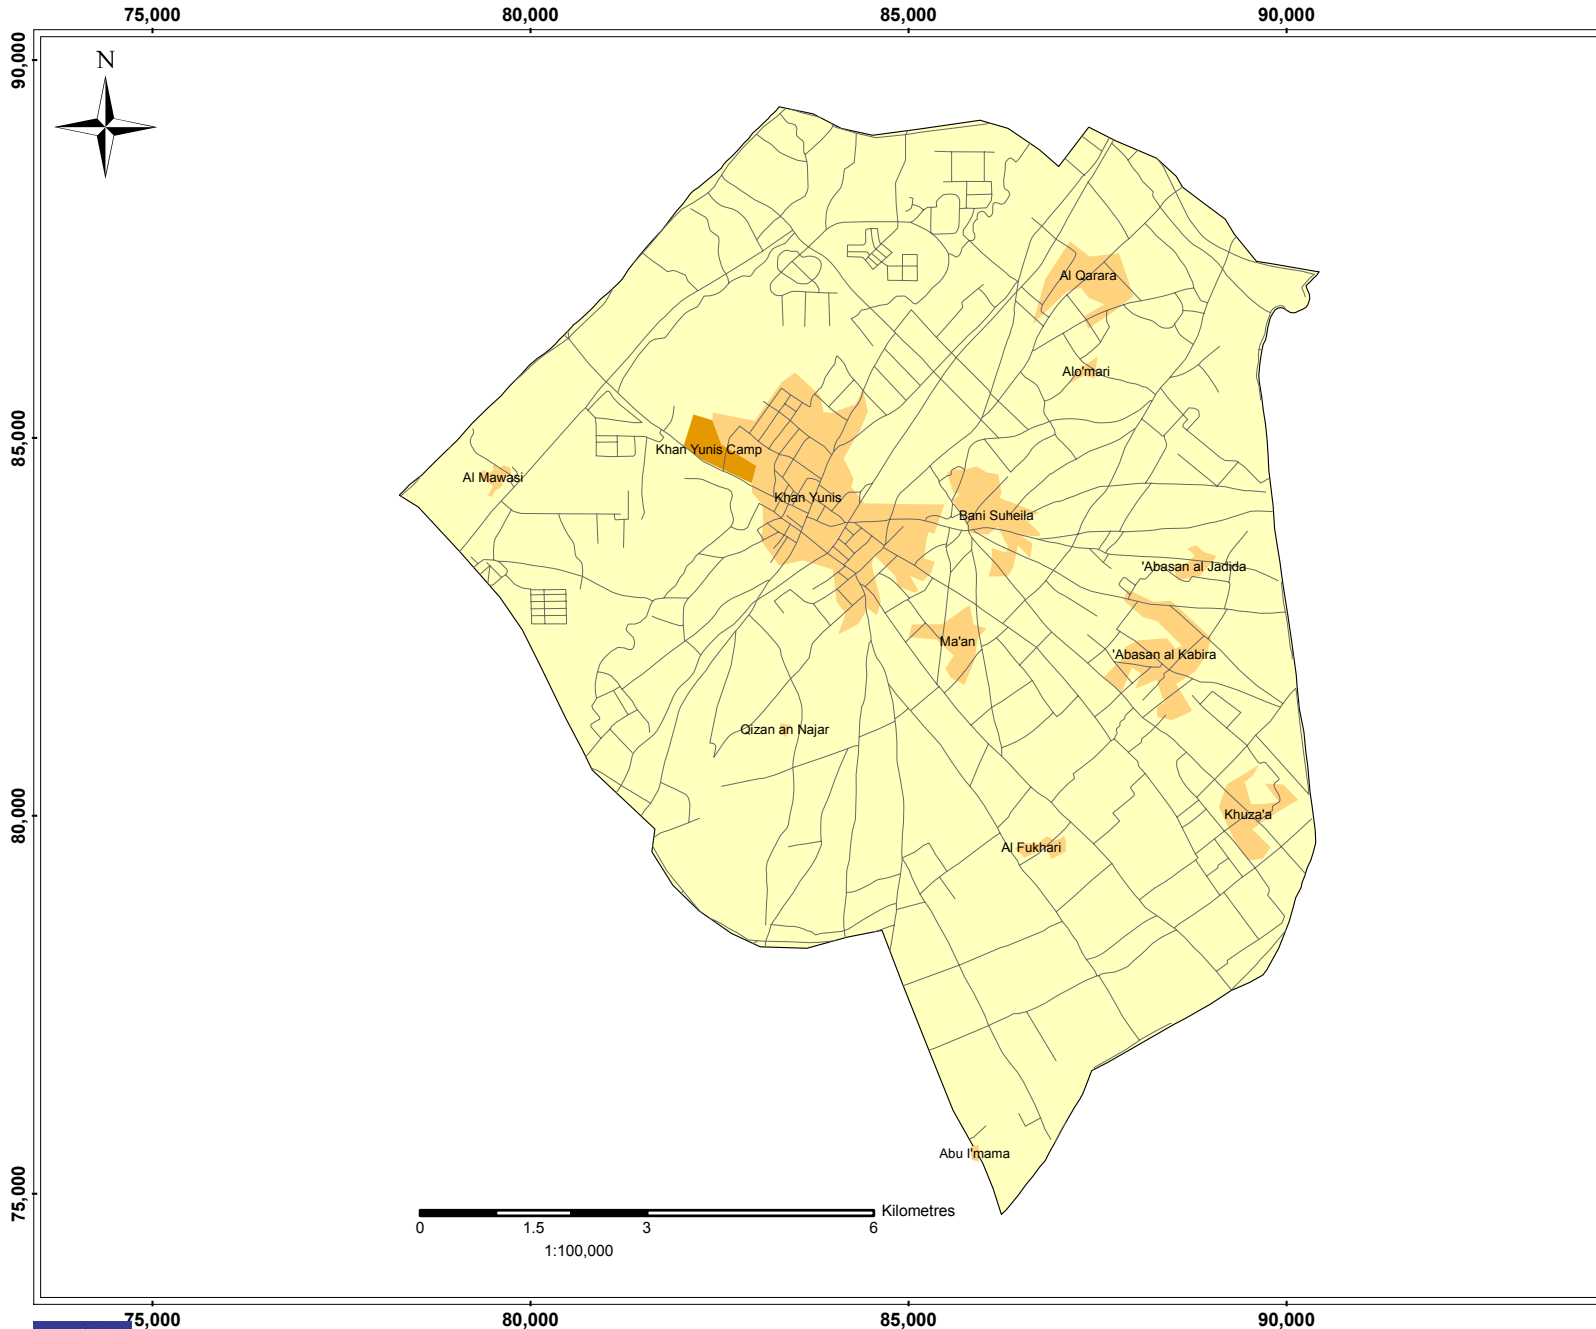 75,000 80,000 85,000 90,000
90,000
N
Al Qarara
Alo'mari
85,000
Khan Yunis Camp
Al Mawasi
Khan Yunis
Bani Suheila
'Abasan al Jadida
Ma'an
'Abasan al Kabira
Qizan an Najar
80,000
Khuza'a
Al Fukhari
Abu I'mama
75,000
Kilometres
0 1.5 3 6
1:100,000
75,000 80,000 85,000 90,000